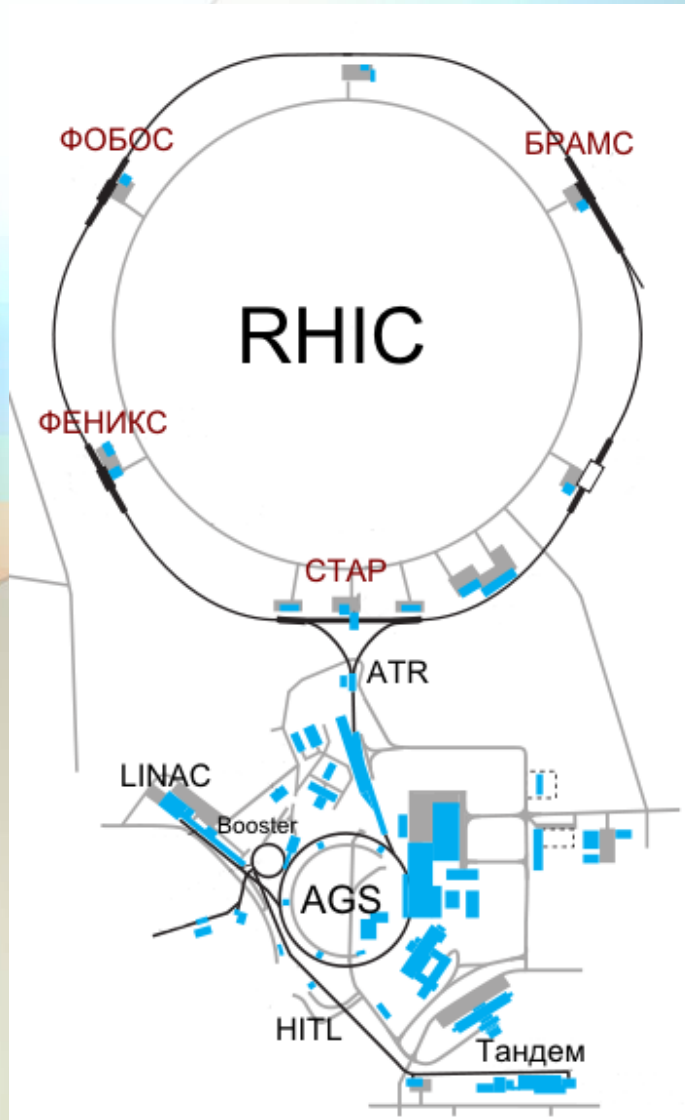 ФОБОС
БРАМС
RHIC
ФЕНИКС
СТАР
ATR
LINAC
Booster
AGS
HITL
Тандем